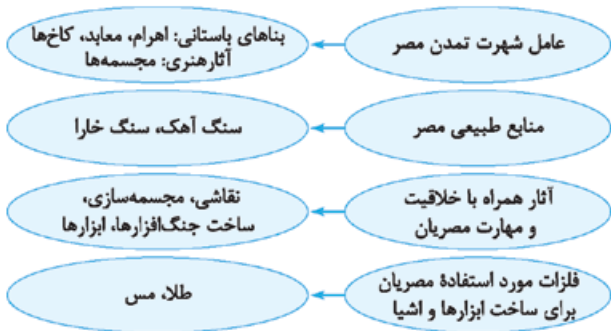 عامل شهرت تمدن مصر
بناهای باستانی: اهرام، معابد، کاخ‌ها
آثارهنری: مجسمه‌ها
منابع طبیعی مصر
سنگ آهک، سنگ خارا
آثار همراه با خلاقیت
و مهارت مصریان
نقاشی، مجسمه‌سازی،
ساخت جنگ‌افزارها، ابزارها
فلزات مورد استفادهٔ مصریان
برای ساخت ابزارها و اشیا
طلا، مس